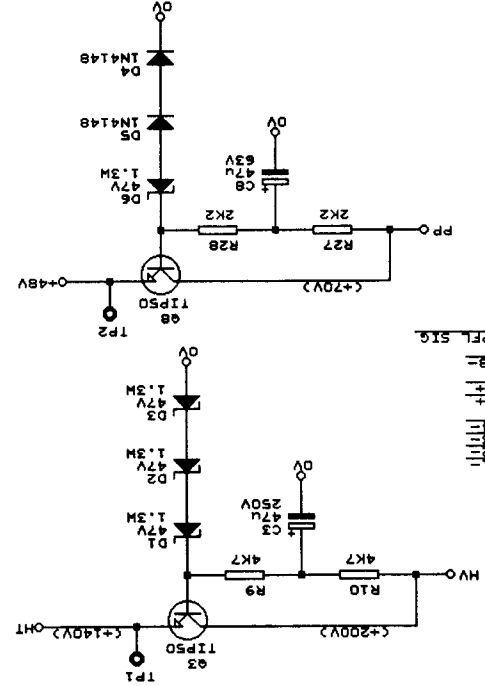 TP1
Q3
TIP50
(+200V)
(+140V)
HT
HV
R10
4K7
R9
4K7
C3
47u
250V
0V
D1
47V
1.3W
D2
47V
1.3W
D3
47V
1.3W
0V
PFL SIG
TP2
Q8
TIP50
(+70V)
+48V
PP
R27
2K2
R28
2K2
C8
47u
63V
0V
D6
47V
1.3W
D5
1N4148
D4
1N4148
0V